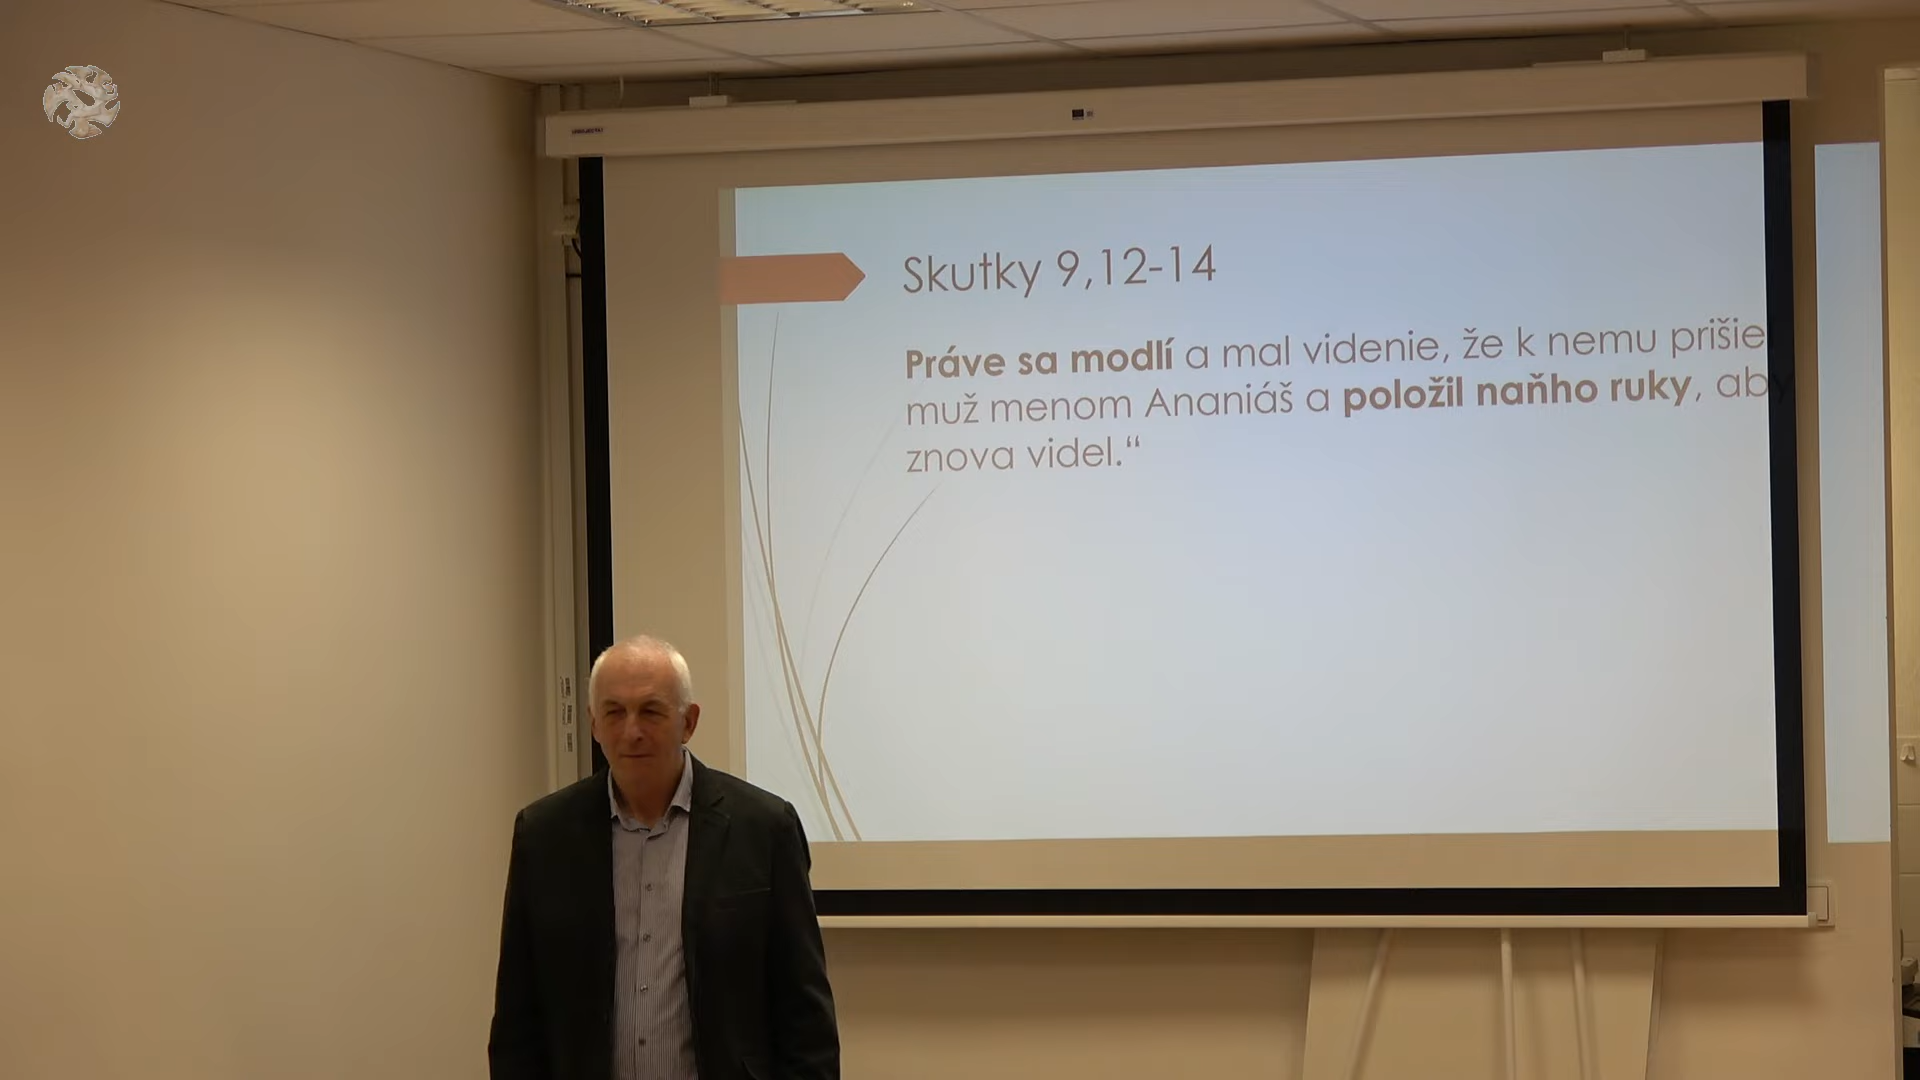 Skutky 9,12-14
Práve sa modlí a mal videnie, že k nemu prišiel
muž menom Ananiáš a položil naňho ruky, aby
znova videl.“